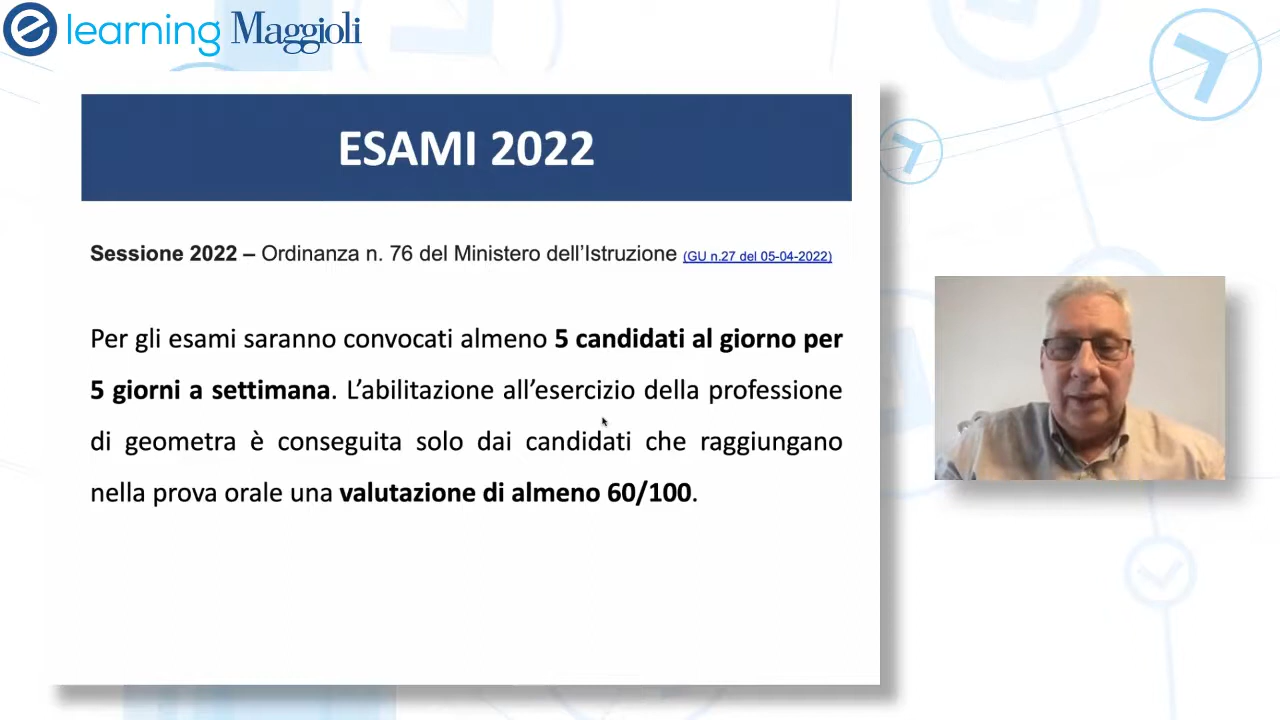 e learning Maggioli
ESAMI 2022
Sessione 2022 – Ordinanza n. 76 del Ministero dell'Istruzione (GU n.27 del 05-04-2022)
Per gli esami saranno convocati almeno 5 candidati al giorno per
5 giorni a settimana. L'abilitazione all'esercizio della professione
di geometra è conseguita solo dai candidati che raggiungano
nella prova orale una valutazione di almeno 60/100.